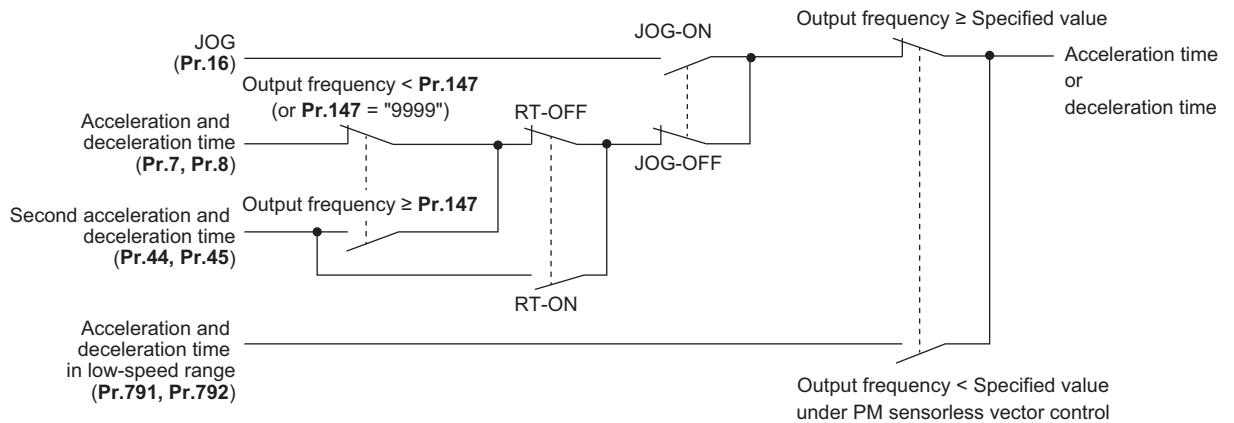 Output frequency ≥ Specified value
JOG-ON
JOG
(Pr.16)
Acceleration time
or
deceleration time
Output frequency < Pr.147
(or Pr.147 = "9999")
RT-OFF
Acceleration and
deceleration time
(Pr.7, Pr.8)
JOG-OFF
Output frequency ≥ Pr.147
Second acceleration and
deceleration time
(Pr.44, Pr.45)
RT-ON
Acceleration and
deceleration time
in low-speed range
(Pr.791, Pr.792)
Output frequency < Specified value
under PM sensorless vector control